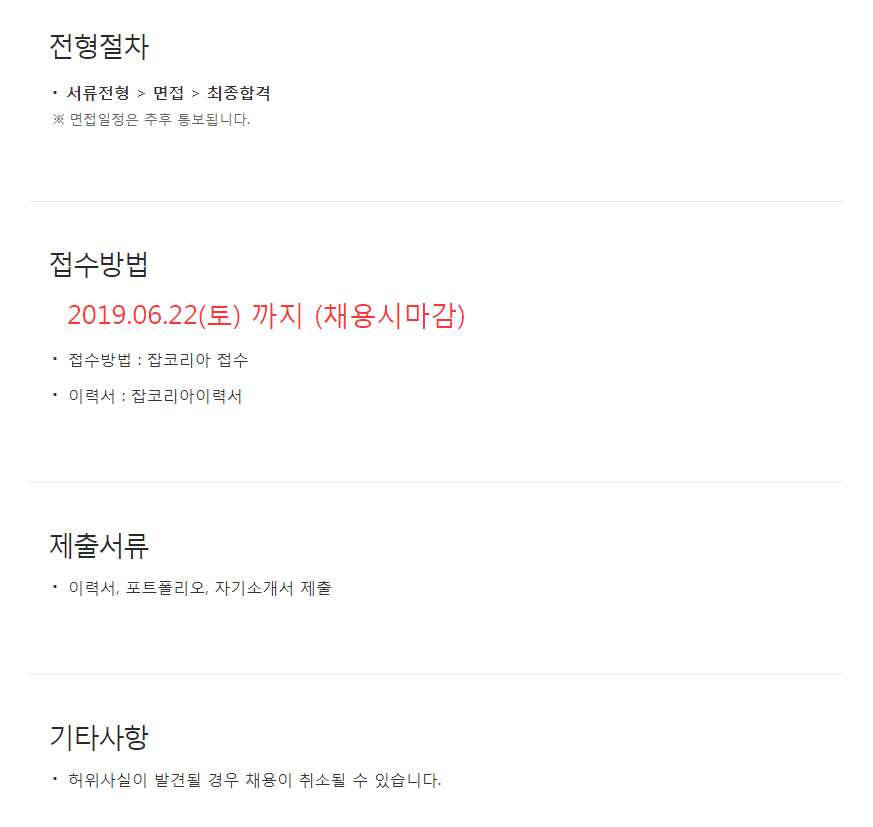 전형절차
• 서류전형 > 면접 > 최종합격
※ 면접일정은 추후 통보됩니다.
접수방법
2019.06.22(토) 까지 (채용시마감)
• 접수방법 : 잡코리아 접수
• 이력서 : 잡코리아이력서
제출서류
• 이력서, 포트폴리오, 자기소개서 제출
기타사항
• 허위사실이 발견될 경우 채용이 취소될 수 있습니다.